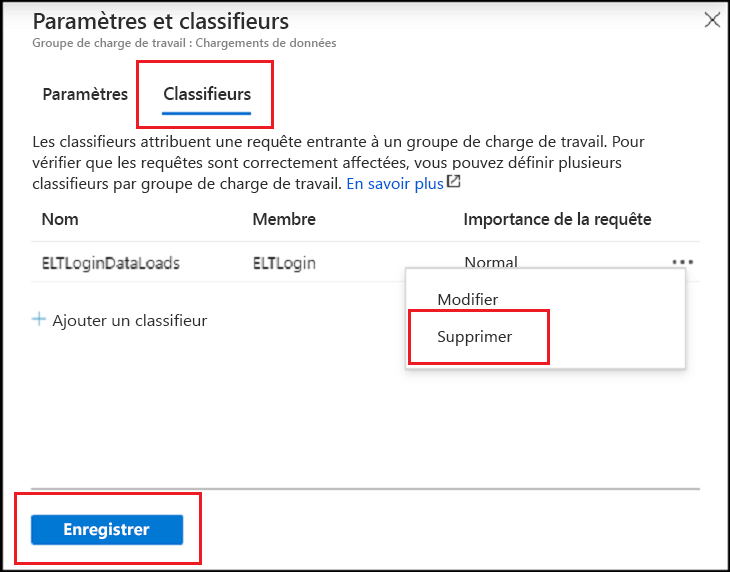 Paramètres et classifieurs
Groupe de charge de travail : Chargements de données
Paramètres Classifieurs
Les classifieurs attribuent une requête entrante à un groupe de charge de travail. Pour
vérifier que les requêtes sont correctement affectées, vous pouvez définir plusieurs
classifieurs par groupe de charge de travail. En savoir plus
Nom Membre Importance de la requête
ELTLoginDataLoads ELTLogin Normal
Modifier
Ajouter un classifieur
Supprimer
Enregistrer